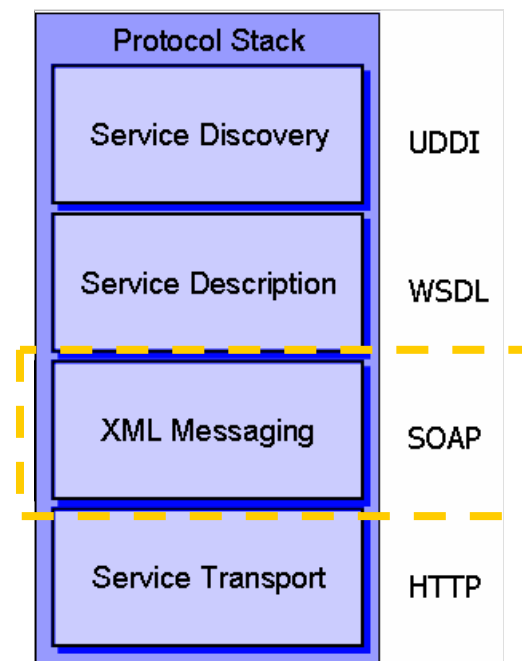 Protocol Stack
Service Discovery UDDI
Service Description WSDL
XML Messaging SOAP
Service Transport HTTP